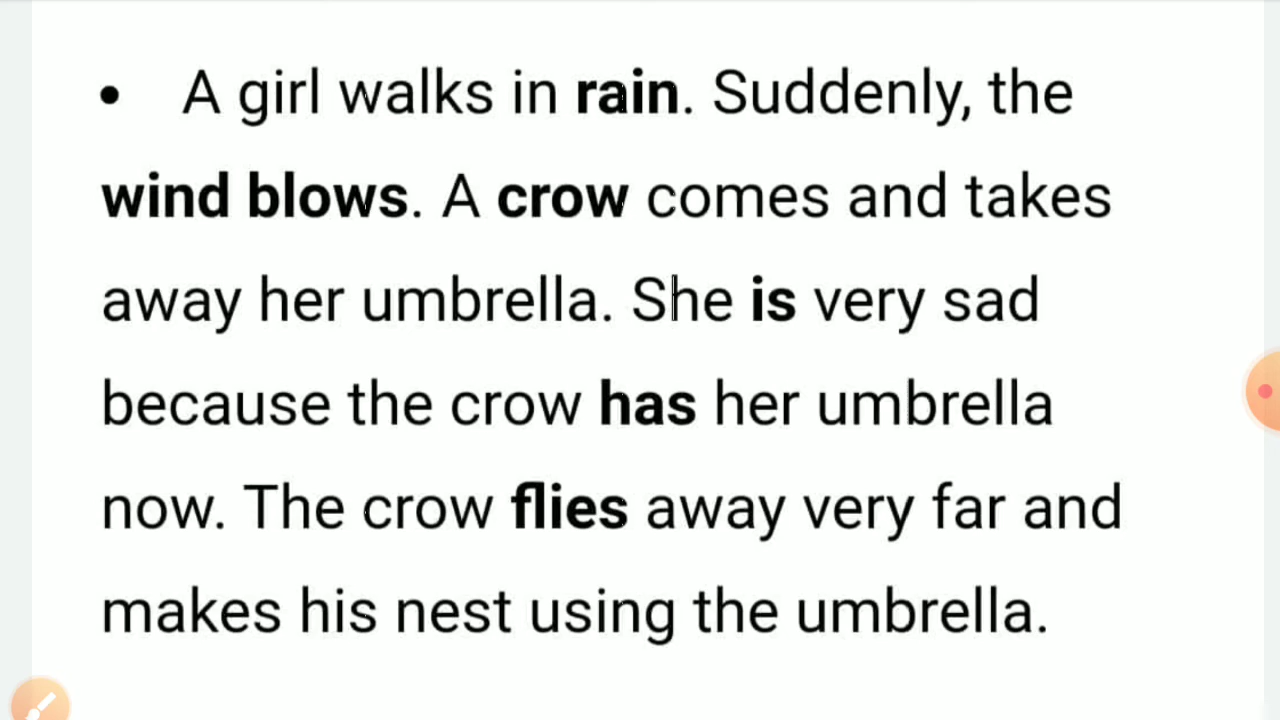 • A girl walks in rain. Suddenly, the
wind blows. A crow comes and takes
away her umbrella. She is very sad
because the crow has her umbrella
now. The crow flies away very far and
makes his nest using the umbrella.